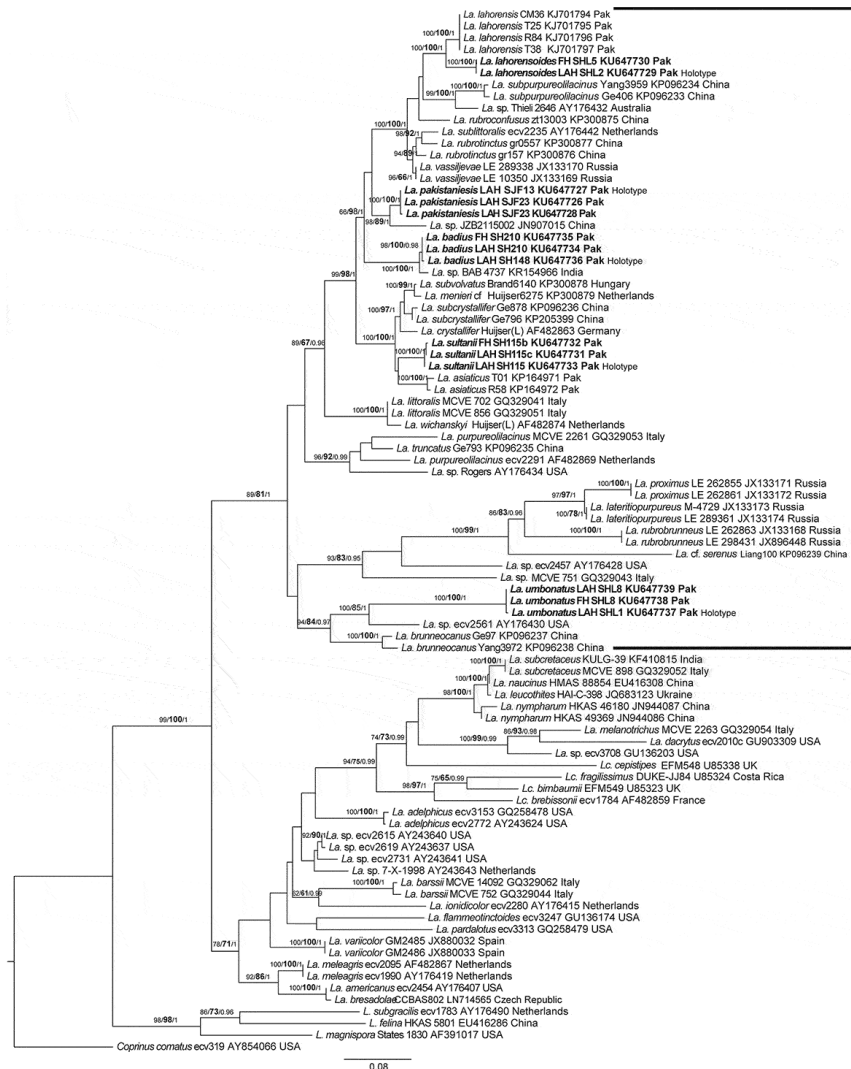 La. lahorensis CM36 KJ701794 Pak
La. lahorensis T25 KJ701795 Pak
La. lahorensis R84 KJ701796 Pak
La. lahorensis T38 KJ701797 Pak
100/100/1
100/100/1
La. lahorensoides FH SHL5 KU647730 Pak
La. lahorensoides LAH SHL2 KU647729 Pak Holotype
La. subpurpureolilacinus Yang3959 KP096234 China
99/100/1
La. subpurpureolilacinus Ge406 KP096233 China
La. sp. Thieli 2646 AY176432 Australia
La. rubroconfusus zt13003 KP300875 China
100/100/1
98/92/1
La. sublittoralis ecv2235 AY176442 Netherlands
La. rubrotinctus gr0557 KP300877 China
94/89/1
La. rubrotinctus gr157 KP300876 China
La. vassiljevae LE 289338 JX133170 Russia
96/66/1
La. vassiljevae LE 10350 JX133169 Russia
La. pakistaniesis LAH SJF13 KU647727 Pak Holotype
100/100/1
La. pakistaniesis LAH SJF23 KU647726 Pak
66/98/1
La. pakistaniesis LAH SJF23 KU647728 Pak
98/89/1
La. sp. JZB2115002 JN907015 China
La. badius FH SH210 KU647735 Pak
98/100/0.98
La. badius LAH SH210 KU647734 Pak
La. badius LAH SH148 KU647736 Pak Holotype
100/100/1
La. sp. BAB 4737 KR154966 India
99/98/1
100/99/1
La. subvolvatus Brand6140 KP300878 Hungary
La. menieri cf Huijser6275 KP300879 Netherlands
100/97/1
La. subcrystallifer Ge878 KP096236 China
La. subcrystallifer Ge796 KP205399 China
La. crystallifer Huijser(L) AF482863 Germany
100/100/1
La. sultanii FH SH115b KU647732 Pak
89/67/0.96
100/100/1
La. sultanii LAH SH115c KU647731 Pak
La. sultanii LAH SH115 KU647733 Pak Holotype
100/100/1
La. asiaticus T01 KP164971 Pak
La. asiaticus R58 KP164972 Pak
La. littoralis MCVE 702 GQ329041 Italy
100/100/1
La. littoralis MCVE 856 GQ329051 Italy
La. wichanskyi Huijser(L) AF482874 Netherlands
La. purpureolilacinus MCVE 2261 GQ329053 Italy
La. truncatus Ge793 KP096235 China
96/92/0.99
La. purpureolilacinus ecv2291 AF482869 Netherlands
La. sp Rogers AY176434 USA
100/100/1
La. proximus LE 262855 JX133171 Russia
97/97/1
La. proximus LE 262861 JX133172 Russia
89/81/1
La. lateritiopurpureus M-4729 JX133173 Russia
86/83/0.96
100/78/1
La. lateritiopurpureus LE 289361 JX133174 Russia
100/99/1
100/100/1
La. rubrobrunneus LE 262863 JX133168 Russia
La. rubrobrunneus LE 298431 JX896448 Russia
93/83/0.95
La. cf. serenus Liang100 KP096239 China
La. sp. ecv2457 AY176428 USA
La. sp. MCVE 751 GQ329043 Italy
La. umbonatus LAH SHL8 KU647739 Pak
100/100/1
La. umbonatus FH SHL8 KU647738 Pak
100/85/1
La. umbonatus LAH SHL1 KU647737 Pak Holotype
94/84/0.97
La. sp. ecv2561 AY176430 USA
100/100/1
La. brunneocanus Ge97 KP096237 China
La. brunneocanus Yang3972 KP096238 China
100/100/1
La. subcretaceus KULG-39 KF410815 India
La. subcretaceus MCVE 898 GQ329052 Italy
100/100/1
La. naucinus HMAS 88854 EU416308 China
98/100/1
La. leucothites HAI-C-398 JQ683123 Ukraine
La. nympharum HKAS 46180 JN944087 China
99/100/1
La. nympharum HKAS 49369 JN944086 China
74/73/0.99
86/93/0.98
La. melanotrichus MCVE 2263 GQ329054 Italy
100/99/0.99
La. dacrytus ecv2010c GU903309 USA
La. sp ecv3708 GU136203 USA
94/75/0.99
Lc. cepistipes EFM548 U85338 UK
75/65/0.99
Lc. fragilissimus DUKE-JJ84 U85324 Costa Rica
98/97/1
Lc. birnbaumii EFM549 U85323 UK
Lc. brebissonii ecv1784 AF482859 France
100/100/1
La. adelphicus ecv3153 GQ258478 USA
La. adelphicus ecv2772 AY243624 USA
92/90/1
La. sp. ecv2615 AY243640 USA
La. sp ecv2619 AY243637 USA
La. sp. ecv2731 AY243641 USA
La. sp. 7-X-1998 AY243643 Netherlands
100/100/1
La. barssii MCVE 14092 GQ329062 Italy
62/61/0.99
La. barssii MCVE 752 GQ329044 Italy
La. ionidicolor ecv2280 AY176415 Netherlands
La. flammeotinctoides ecv3247 GU136174 USA
La. pardalotus ecv3313 GQ258479 USA
78/71/1
100/100/1
La. variicolor GM2485 JX880032 Spain
La. variicolor GM2486 JX880033 Spain
100/100/1
La. meleagris ecv2095 AF482867 Netherlands
92/86/1
La. meleagris ecv1990 AY176419 Netherlands
100/100/1
La. americanus ecv2454 AY176407 USA
La. bresadolaeCCBAS802 LN714565 Czech Republic
86/73/0.96
L. subgracilis ecv1783 AY176490 Netherlands
98/98/1
L. felina HKAS 5801 EU416286 China
L. magnispora States 1830 AF391017 USA
Coprinus comatus ecv319 AY854066 USA
0.08